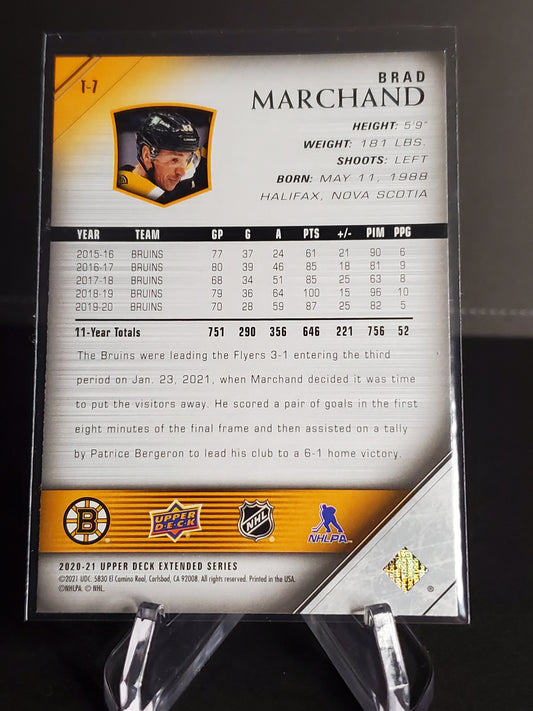 T-7
BRAD
MARCHAND
HEIGHT: 5'9"
WEIGHT: 181 LBS.
SHOOTS: LEFT
BORN: MAY 11, 1988
HALIFAX, NOVA SCOTIA
YEAR TEAM GP G A PTS +/- PIM PPG
2015-16 BRUINS 77 37 24 61 21 90 6
2016-17 BRUINS 80 39 46 85 18 81 9
2017-18 BRUINS 68 34 51 85 25 63 8
2018-19 BRUINS 79 36 64 100 15 96 10
2019-20 BRUINS 70 28 59 87 25 82 5
11-Year Totals 751 290 356 646 221 756 52
The Bruins were leading the Flyers 3-1 entering the third
period on Jan. 23, 2021, when Marchand decided it was time
to put the visitors away. He scored a pair of goals in the first
eight minutes of the final frame and then assisted on a tally
by Patrice Bergeron to lead his club to a 6-1 home victory.
B
UPPER
DECK
NHL
NHLPA
2020-21 UPPER DECK EXTENDED SERIES
©2021 UDC. 5830 El Camino Real, Carlsbad, CA 92008. All rights reserved. Printed in the USA.
©NHLPA. © NHL.
®